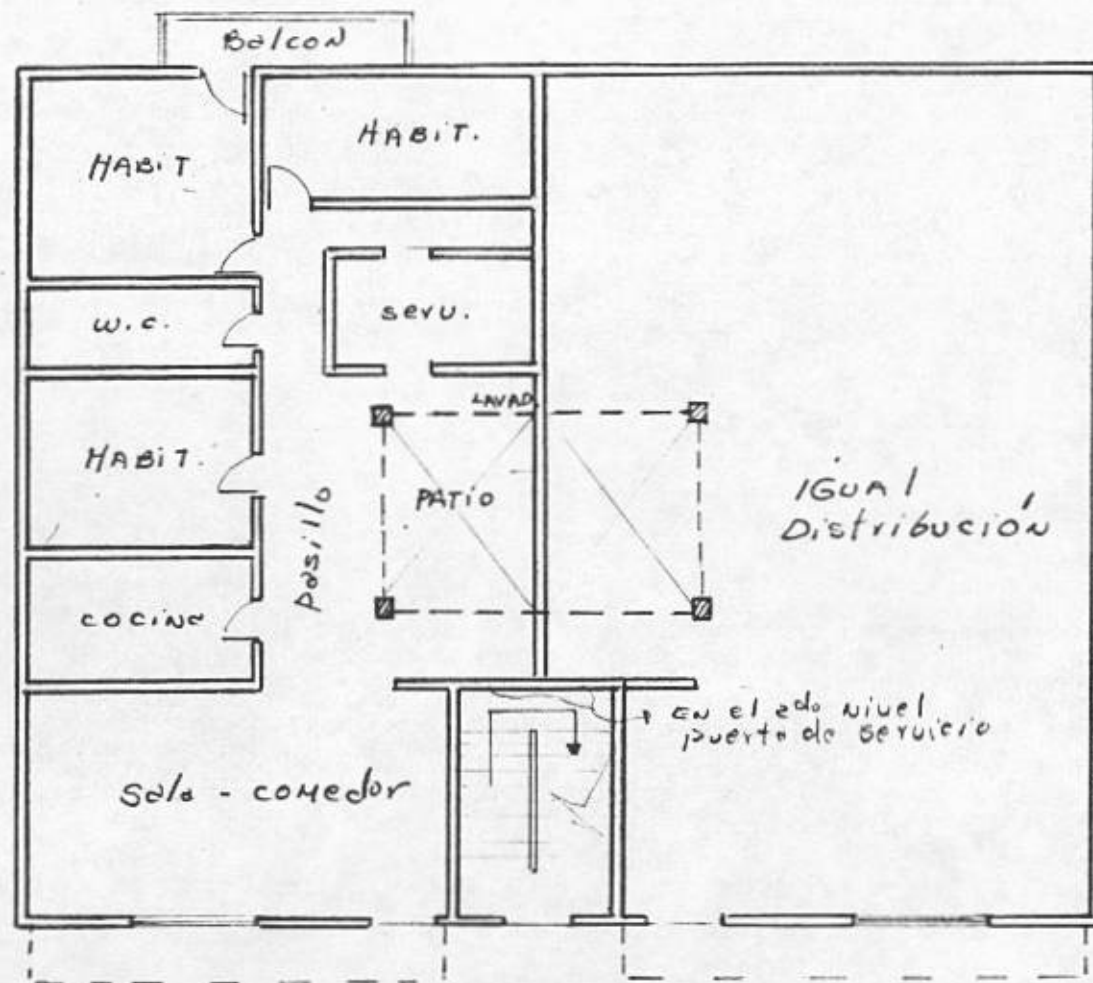 Balcon
HABIT
HABIT.
w.c.
serv.
LAVAD.
HABIT.
pasillo
PATIO
IGUAl
Distribución
cocina
EN el 2do Nivel
puerta de servicio
sala - comedor